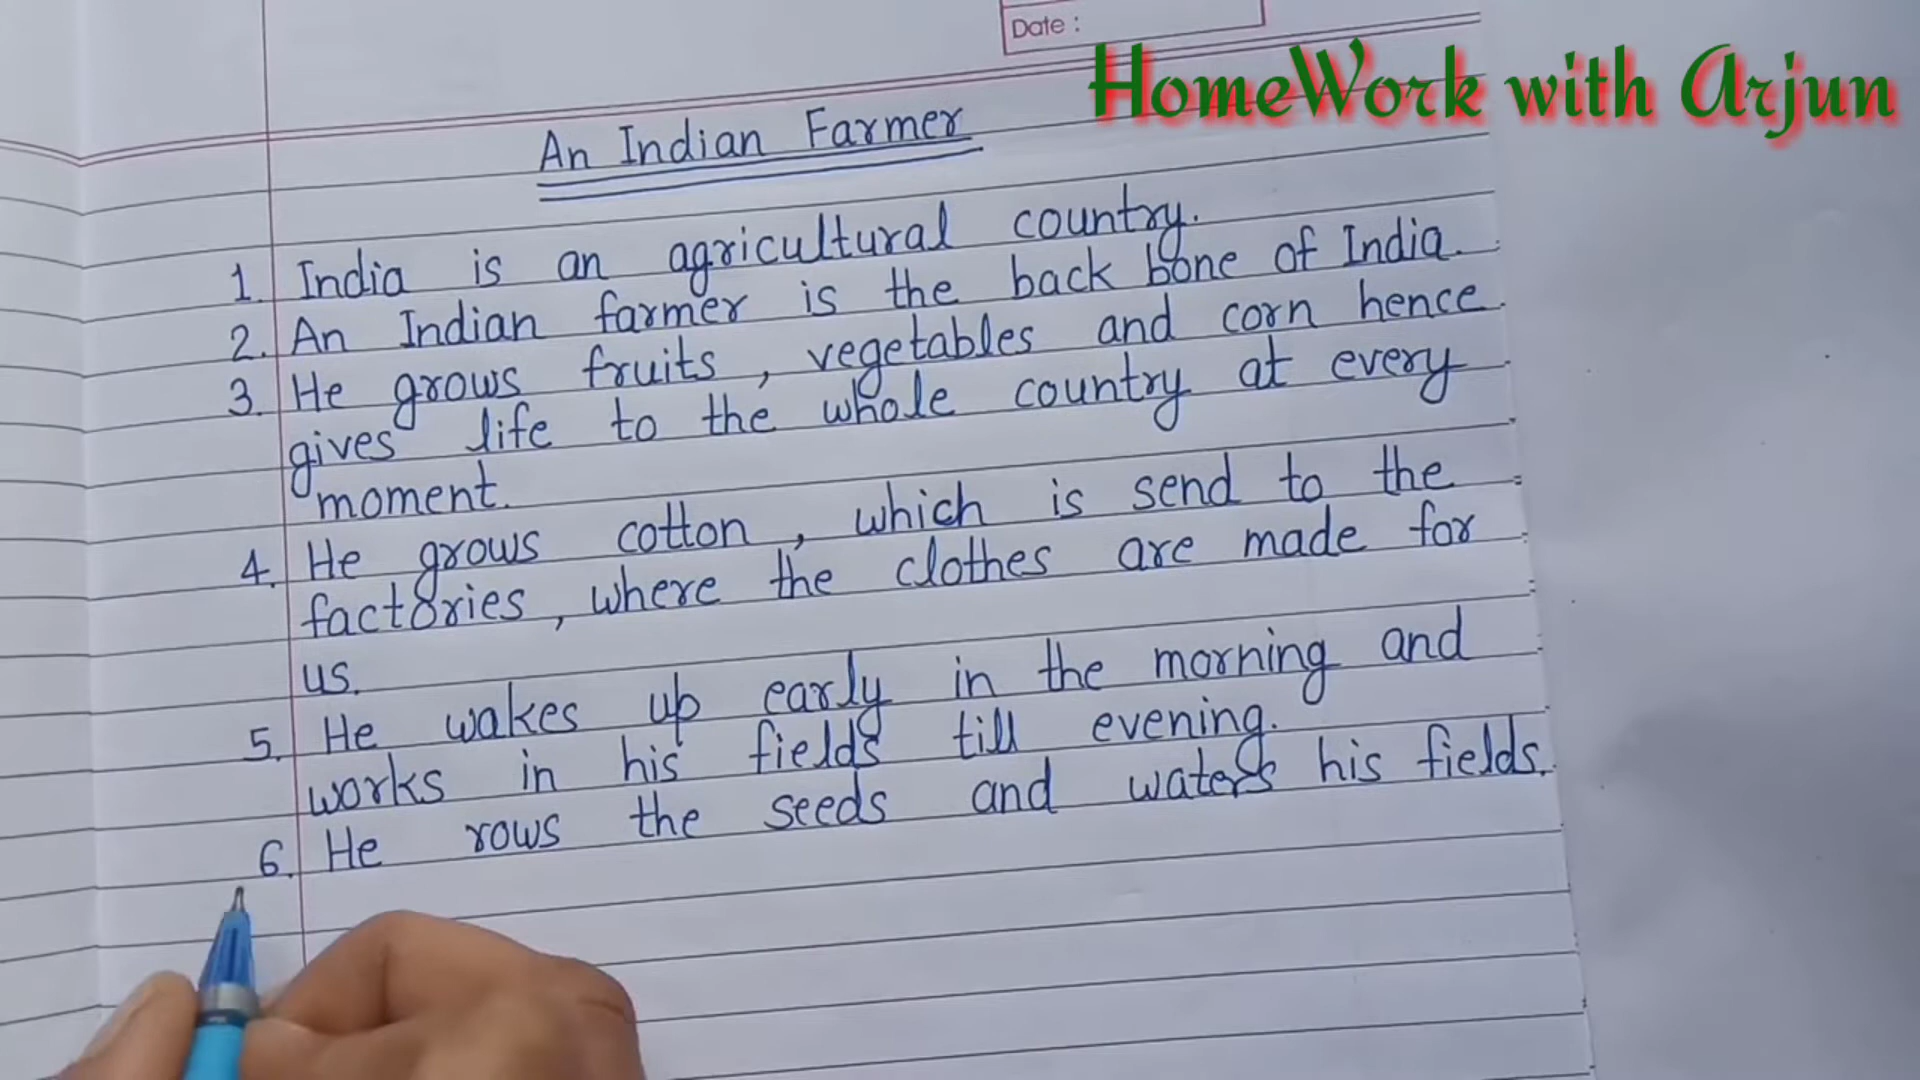 Date :
HomeWork with Arjun
An Indian Farmer
1. India is an agricultural country.
2. An Indian farmer is the back bone of India.
3. He grows fruits, vegetables and corn hence
gives life to the whole country at every
moment.
4. He grows cotton, which is send to the
factories, where the clothes are made for
us.
5. He wakes up early in the morning and
works in his fields till evening.
6. He rows the seeds and waters his fields.